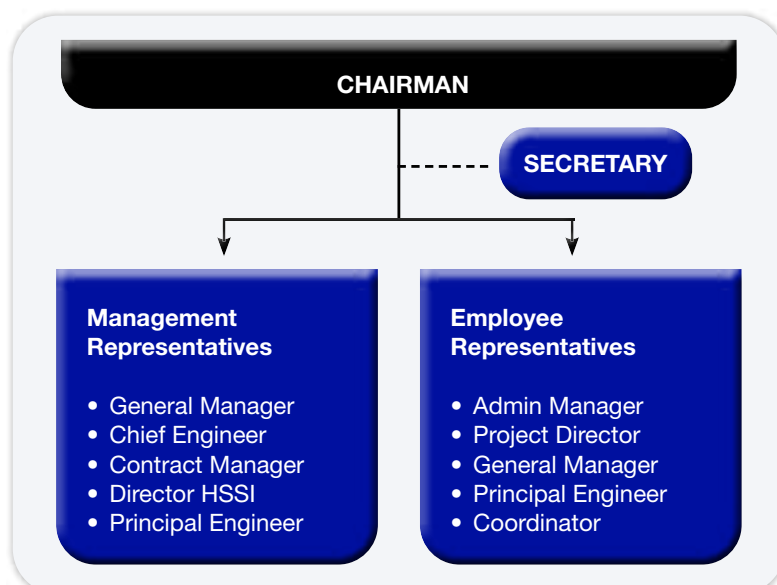 CHAIRMAN
SECRETARY
Management
Representatives
• General Manager
• Chief Engineer
• Contract Manager
• Director HSSI
• Principal Engineer
Employee
Representatives
• Admin Manager
• Project Director
• General Manager
• Principal Engineer
• Coordinator